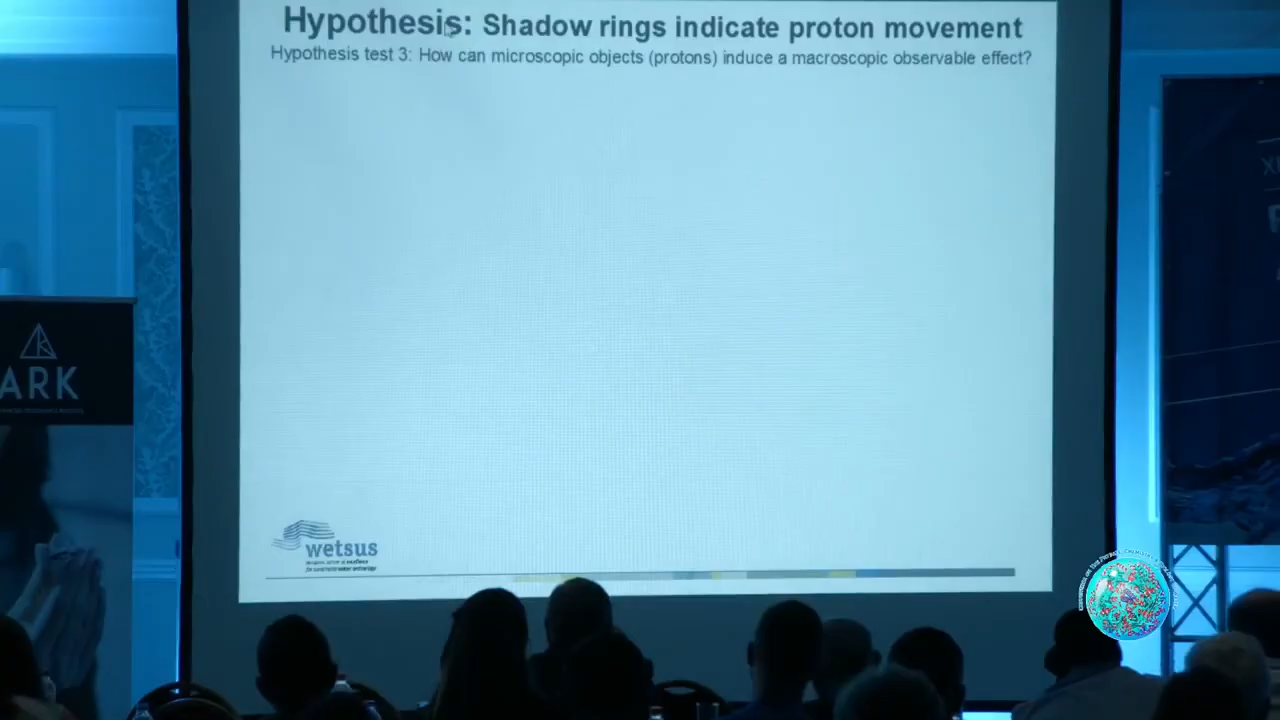 Hypothesis: Shadow rings indicate proton movement
Hypothesis test 3: How can microscopic objects (protons) induce a macroscopic observable effect?
ARK
wetsus